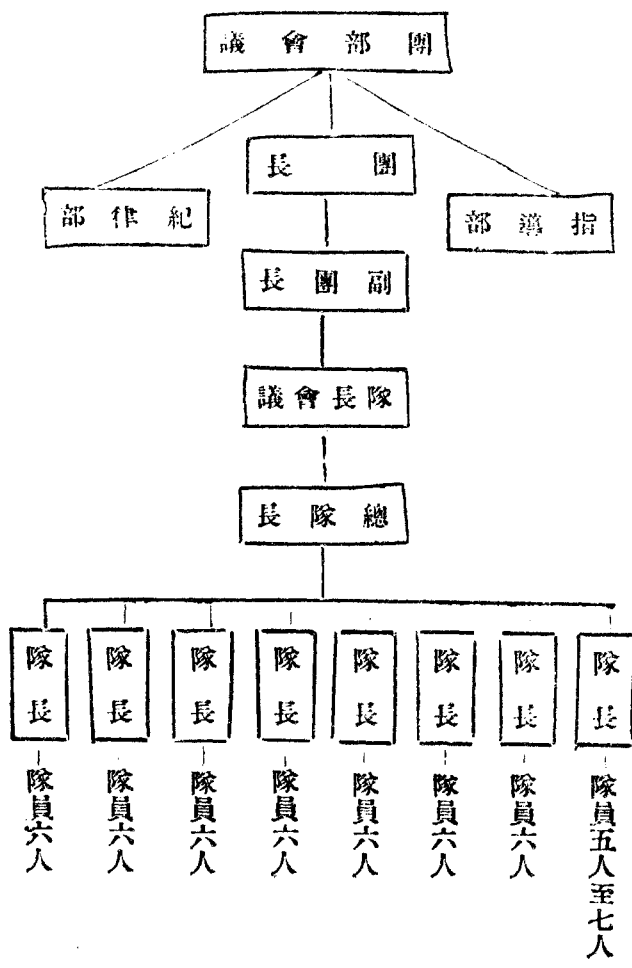 團部會議
團長
指導部
紀律部
副團長
隊長會議
總隊長
隊長
隊長
隊長
隊長
隊長
隊長
隊長
隊長
隊員五人至七人
隊員六人
隊員六人
隊員六人
隊員六人
隊員六人
隊員六人
隊員六人